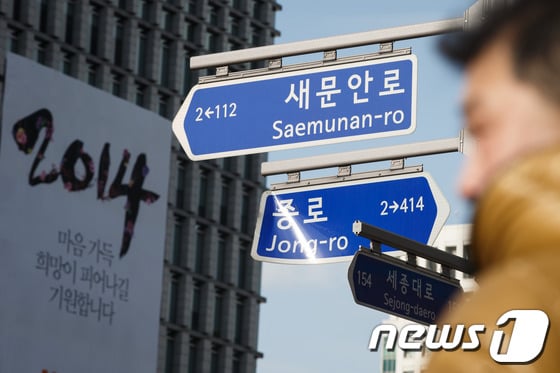 새문안로
2←112
Saemunan-ro
종로
2→414
Jong-ro
세종대로
154
194
Sejong-daero
2014
마음 가득
희망이 피어나길
기원합니다
news1